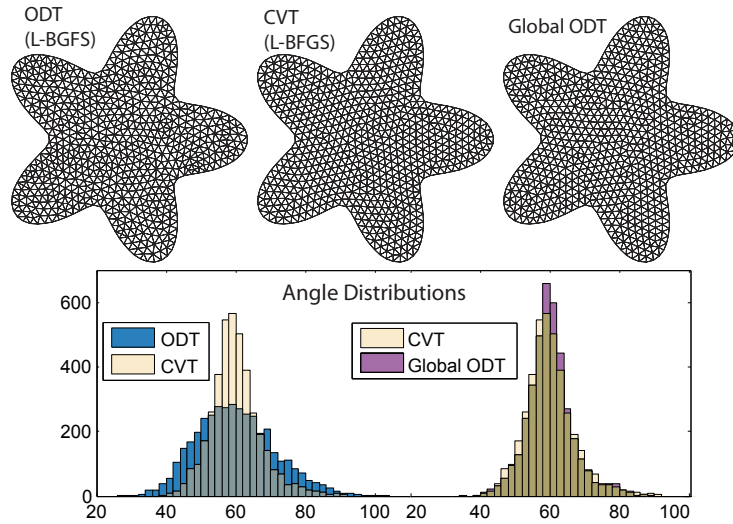 ODT
(L-BGFS)
CVT
(L-BFGS)
Global ODT
Angle Distributions
600
400
200
0
ODT
CVT
CVT
Global ODT
20 40 60 80 100 20 40 60 80 100